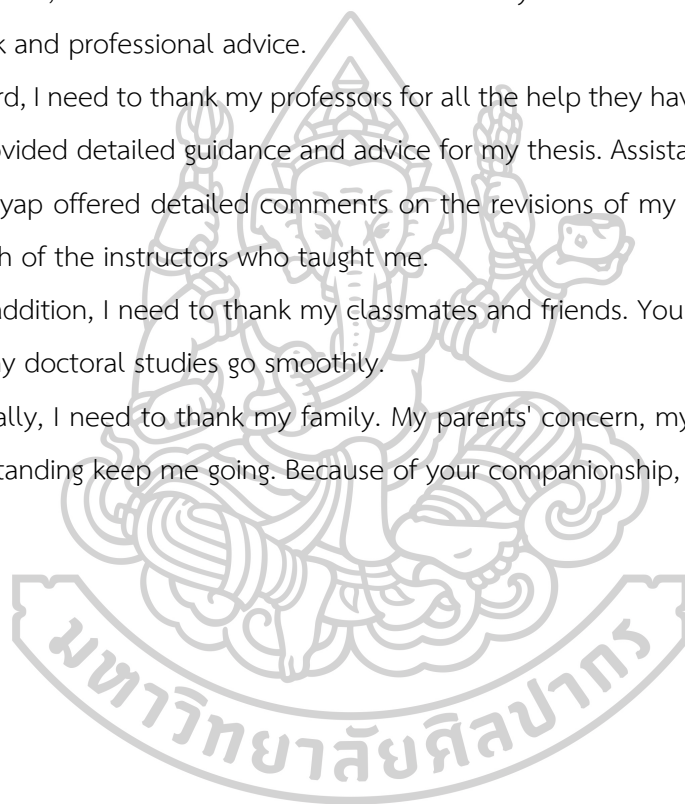 k and professional advice.
rd, I need to thank my professors for all the help they hav
ovided detailed guidance and advice for my thesis. Assista
yap offered detailed comments on the revisions of my
h of the instructors who taught me.
addition, I need to thank my classmates and friends. You
ny doctoral studies go smoothly.
ally, I need to thank my family. My parents' concern, my
tanding keep me going. Because of your companionship,
มหาวิทยาลัยศิลปากร